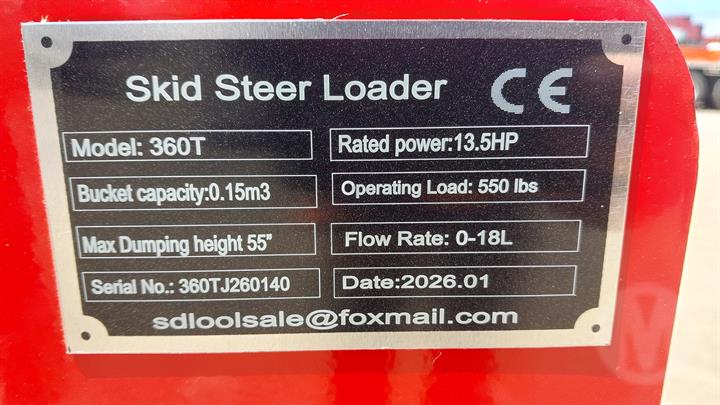 Skid Steer Loader CE
Model: 360T
Rated power:13.5HP
Bucket capacity:0.15m3
Operating Load: 550 lbs
Max Dumping height 55"
Flow Rate: 0-18L
Serial No.: 360TJ260140
Date:2026.01
sdloolsale@foxmail.com
M